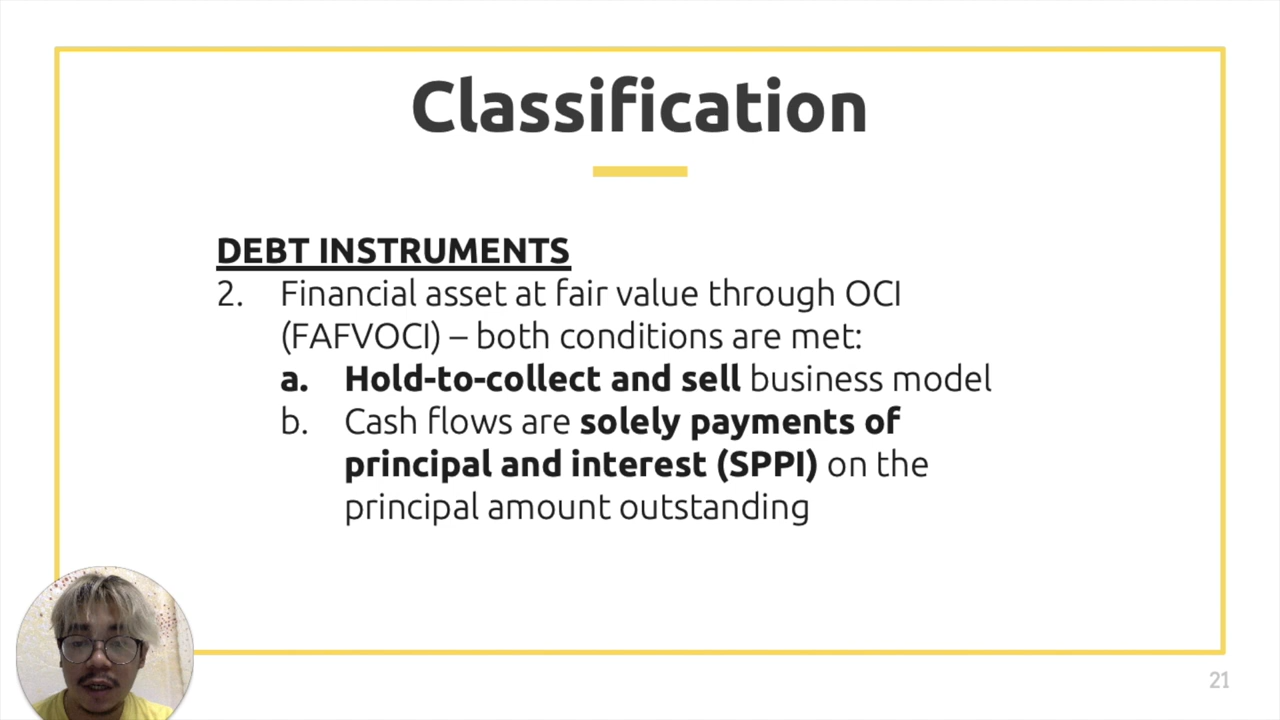 Classification
DEBT INSTRUMENTS
2. Financial asset at fair value through OCI
(FAFVOCI) – both conditions are met:
a. Hold-to-collect and sell business model
b. Cash flows are solely payments of
principal and interest (SPPI) on the
principal amount outstanding
21